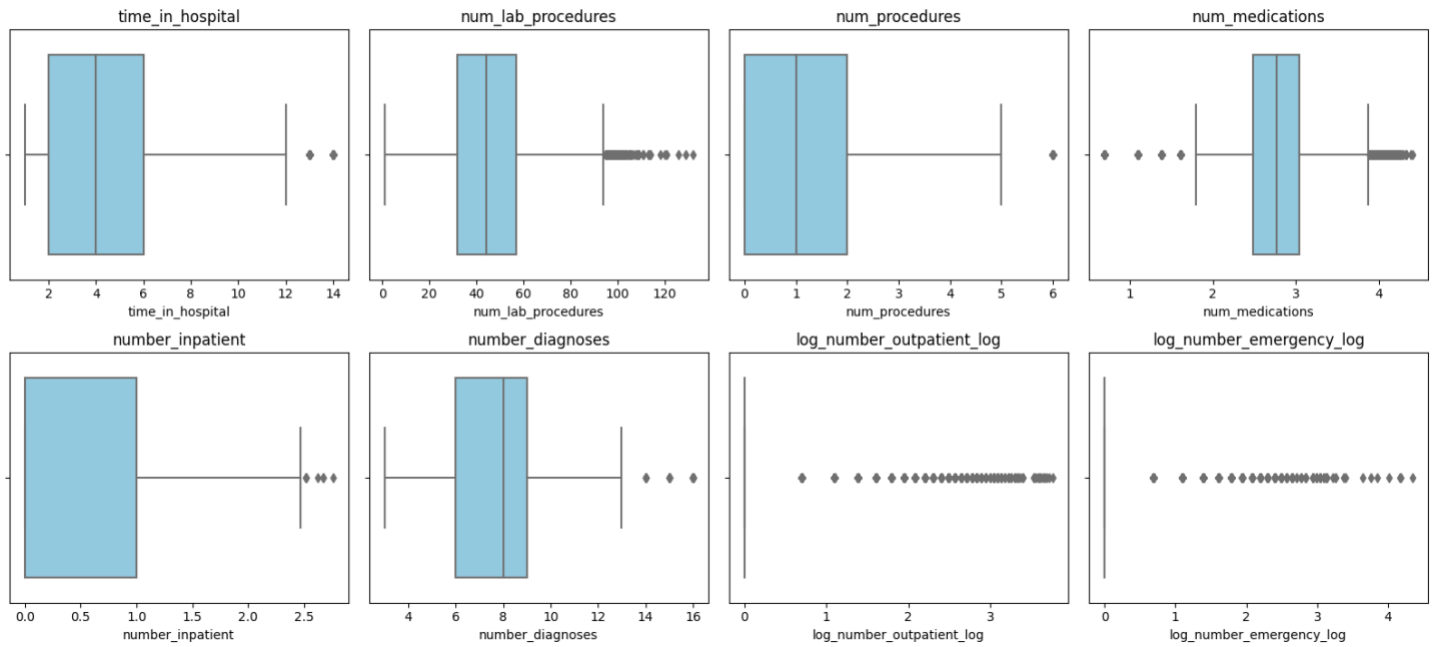 time_in_hospital num_lab_procedures num_procedures num_medications
2 4 6 8 10 12 14 0 20 40 60 80 100 120 0 1 2 3 4 5 6 1 2 3 4
time_in_hospital num_lab_procedures num_procedures num_medications
number_inpatient number_diagnoses log_number_outpatient_log log_number_emergency_log
0.0 0.5 1.0 1.5 2.0 2.5 4 6 8 10 12 14 16 0 1 2 3 0 1 2 3 4
number_inpatient number_diagnoses log_number_outpatient_log log_number_emergency_log